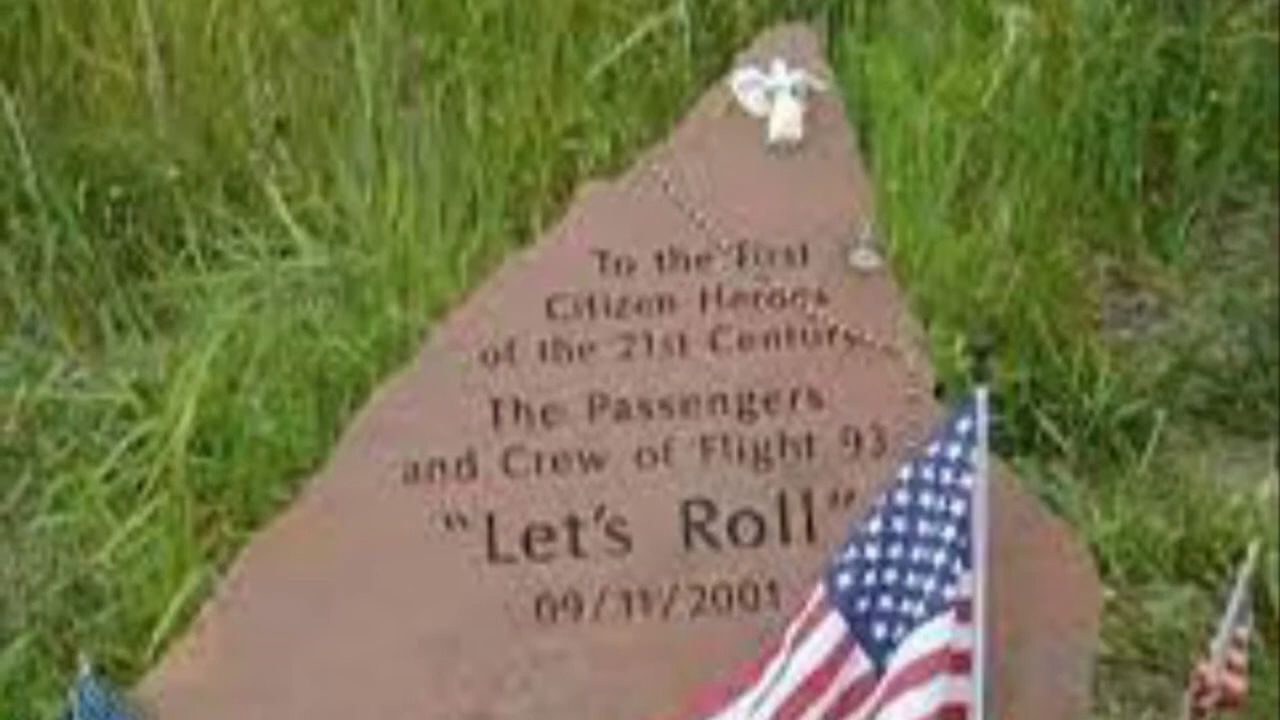 To the First
Citizen Heroes
of the 21st Century
The Passengers
and Crew of Flight 93
"Let's Roll"
09/11/2001